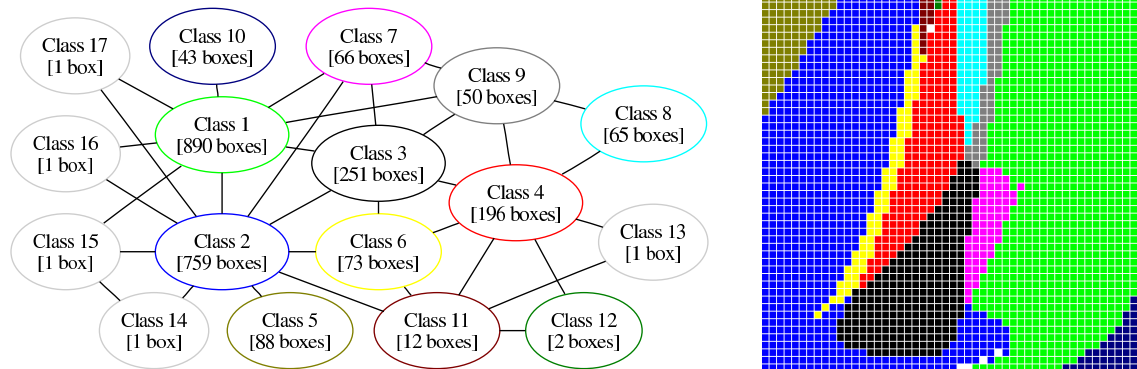 Class 17
[1 box]
Class 10
[43 boxes]
Class 7
[66 boxes]
Class 9
[50 boxes]
Class 8
[65 boxes]
Class 1
[890 boxes]
Class 16
[1 box]
Class 3
[251 boxes]
Class 4
[196 boxes]
Class 15
[1 box]
Class 2
[759 boxes]
Class 6
[73 boxes]
Class 13
[1 box]
Class 14
[1 box]
Class 5
[88 boxes]
Class 11
[12 boxes]
Class 12
[2 boxes]